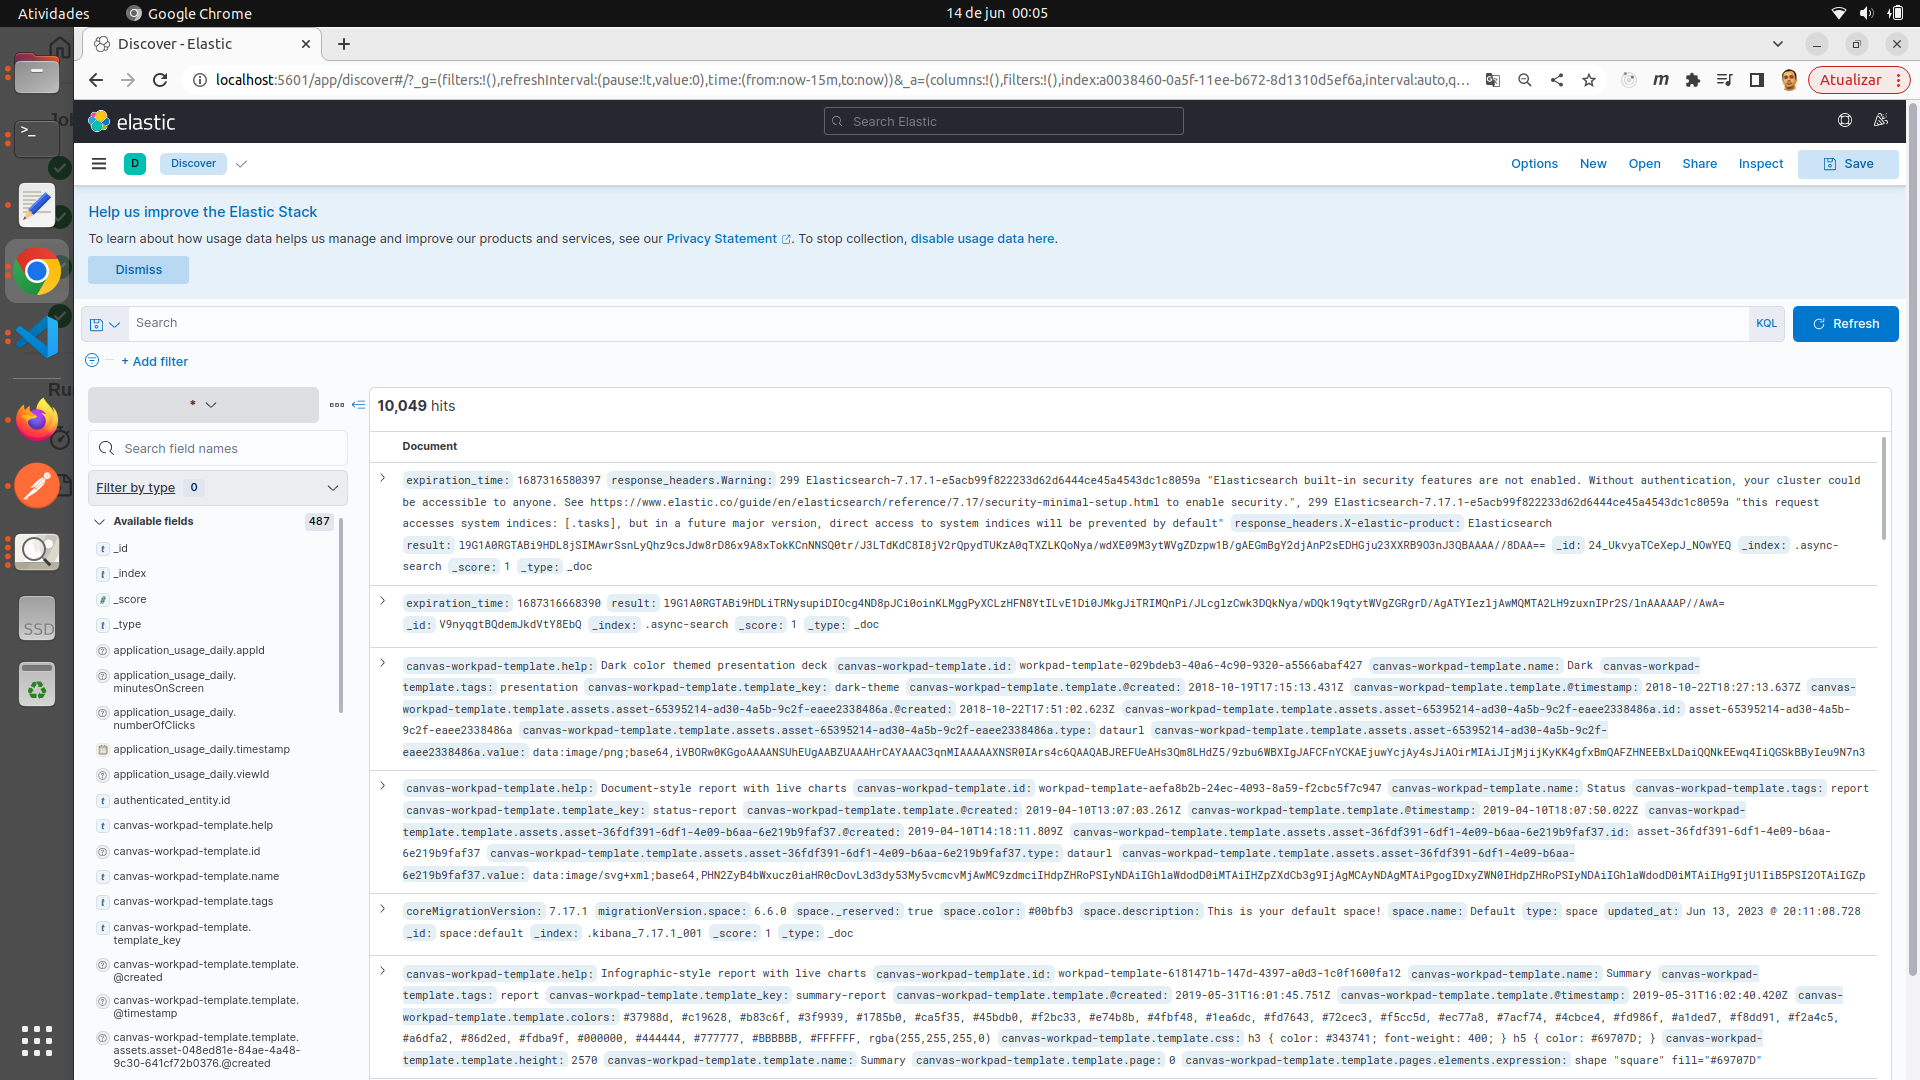 Atividades
Google Chrome
14 de jun 00:05
Discover - Elastic
localhost:5601/app/discover#/?_g=(filters:!(),refreshInterval:(pause:!t,value:0),time:(from:now-15m,to:now))&_a=(columns:!(),filters:!(),index:a0038460-0a5f-11ee-b672-8d1310d5ef6a,interval:auto,q...
Atualizar
elastic
Search Elastic
D
Discover
Options
New
Open
Share
Inspect
Save
Help us improve the Elastic Stack
To learn about how usage data helps us manage and improve our products and services, see our Privacy Statement. To stop collection, disable usage data here.
Dismiss
Search
KQL
Refresh
+ Add filter
*
Search field names
Filter by type 0
Available fields 487
_id
_index
_score
_type
application_usage_daily.appId
application_usage_daily.
minutesOnScreen
application_usage_daily.
numberOfClicks
application_usage_daily.timestamp
application_usage_daily.viewId
authenticated_entity.id
canvas-workpad-template.help
canvas-workpad-template.id
canvas-workpad-template.name
canvas-workpad-template.tags
canvas-workpad-template.
template_key
canvas-workpad-template.template.
@created
canvas-workpad-template.template.
@timestamp
canvas-workpad-template.template.
assets.asset-048ed81e-84ae-4a48-
9c30-641cf72b0376.@created
10,049 hits
Document
expiration_time: 1687316580397 response_headers.Warning: 299 Elasticsearch-7.17.1-e5acb99f822233d62d6444ce45a4543dc1c8059a "Elasticsearch built-in security features are not enabled. Without authentication, your cluster could
be accessible to anyone. See https://www.elastic.co/guide/en/elasticsearch/reference/7.17/security-minimal-setup.html to enable security.", 299 Elasticsearch-7.17.1-e5acb99f822233d62d6444ce45a4543dc1c8059a "this request
accesses system indices: [.tasks], but in a future major version, direct access to system indices will be prevented by default" response_headers.X-elastic-product: Elasticsearch
result: l9G1A0RGTABi9HDL8jSIMAwrSsnLyQhz9csJdw8rD86x9A8xTokKCnNNSQ0tr/J3LTdKdC8I8jV2rQpydTUKzA0qTXZLKQoNya/wdXE09M3ytWVgZDzpw1B/gAEGmBgY2djAnP2sEDHGju23XXRB9O3nJ3QBAAAA//8DAA== _id: 24_UkvyaTCeXepJ_NOwYEQ _index: .async-
search _score: 1 _type: _doc
expiration_time: 1687316668390 result: l9G1A0RGTABi9HDLiTRNysupiDIOcg4ND8pJCi0oinKLMggPyXCLzHFN8YtILvE1Di0JMkgJiTRIMQnPi/JLcglzCwk3DQkNya/wDQk19qtytWVgZGRgrD/AgATYIezljAwMQMTA2LH9zuxnIPr2S/lnAAAAAP//AwA=
_id: V9nyqgtBQdemJkdVtY8EbQ _index: .async-search _score: 1 _type: _doc
canvas-workpad-template.help: Dark color themed presentation deck canvas-workpad-template.id: workpad-template-029bdeb3-40a6-4c90-9320-a5566abaf427 canvas-workpad-template.name: Dark canvas-workpad-
template.tags: presentation canvas-workpad-template.template_key: dark-theme canvas-workpad-template.template.@created: 2018-10-19T17:15:13.431Z canvas-workpad-template.template.@timestamp: 2018-10-22T18:27:13.637Z canvas-
workpad-template.template.assets.asset-65395214-ad30-4a5b-9c2f-eaee2338486a.@created: 2018-10-22T17:51:02.623Z canvas-workpad-template.template.assets.asset-65395214-ad30-4a5b-9c2f-eaee2338486a.id: asset-65395214-ad30-4a5b-
9c2f-eaee2338486a canvas-workpad-template.template.assets.asset-65395214-ad30-4a5b-9c2f-eaee2338486a.type: dataurl canvas-workpad-template.template.assets.asset-65395214-ad30-4a5b-9c2f-
eaee2338486a.value: data:image/png;base64,iVBORw0KGgoAAAANSUhEUgAABZUAAAHrCAYAAAC3qnMIAAAAAXNSR0IArs4c6QAAQABJREFUeAHs3Qm8LHdZ5/9zbu6WBXIgJAFCFnYCKAEjuwYcjAy4sJiAOirMIAiJIjMjijKyKK4gfxBmQAFZHNEEBxLDaiQQNkEEwq4IiQGSkBByIeu9N7n3
canvas-workpad-template.help: Document-style report with live charts canvas-workpad-template.id: workpad-template-aefa8b2b-24ec-4093-8a59-f2cbc5f7c947 canvas-workpad-template.name: Status canvas-workpad-template.tags: report
canvas-workpad-template.template_key: status-report canvas-workpad-template.template.@created: 2019-04-10T13:07:03.261Z canvas-workpad-template.template.@timestamp: 2019-04-10T18:07:50.022Z canvas-workpad-
template.template.assets.asset-36fdf391-6df1-4e09-b6aa-6e219b9faf37.@created: 2019-04-10T14:18:11.809Z canvas-workpad-template.template.assets.asset-36fdf391-6df1-4e09-b6aa-6e219b9faf37.id: asset-36fdf391-6df1-4e09-b6aa-
6e219b9faf37 canvas-workpad-template.template.assets.asset-36fdf391-6df1-4e09-b6aa-6e219b9faf37.type: dataurl canvas-workpad-template.template.assets.asset-36fdf391-6df1-4e09-b6aa-
6e219b9faf37.value: data:image/svg+xml;base64,PHN2ZyB4bWxucz0iaHR0cDovL3d3dy53My5vcmcvMjAwMC9zdmciIHdpZHRoPSIyNDAiIGhlaWdodD0iMTAiIHZpZXdCb3g9IjAgMCAyNDAgMTAiPgogIDxyZWN0IHdpZHRoPSIyNDAiIGhlaWdodD0iMTAiIHg9IjU1IiB5PSI2OTAiIGZp
coreMigrationVersion: 7.17.1 migrationVersion.space: 6.6.0 space._reserved: true space.color: #00bfb3 space.description: This is your default space! space.name: Default type: space updated_at: Jun 13, 2023 @ 20:11:08.728
_id: space:default _index: .kibana_7.17.1_001 _score: 1 _type: _doc
canvas-workpad-template.help: Infographic-style report with live charts canvas-workpad-template.id: workpad-template-6181471b-147d-4397-a0d3-1c0f1600fa12 canvas-workpad-template.name: Summary canvas-workpad-
template.tags: report canvas-workpad-template.template_key: summary-report canvas-workpad-template.template.@created: 2019-05-31T16:01:45.751Z canvas-workpad-template.template.@timestamp: 2019-05-31T16:02:40.420Z canvas-
workpad-template.template.colors: #37988d, #c19628, #b83c6f, #3f9939, #1785b0, #ca5f35, #45bdb0, #f2bc33, #e74b8b, #4fbf48, #1ea6dc, #fd7643, #72cec3, #f5cc5d, #ec77a8, #7acf74, #4cbce4, #fd986f, #a1ded7, #f8dd91, #f2a4c5,
#a6dfa2, #86d2ed, #fdba9f, #000000, #444444, #777777, #BBBBBB, #FFFFFF, rgba(255,255,255,0) canvas-workpad-template.template.css: h3 { color: #343741; font-weight: 400; } h5 { color: #69707D; } canvas-workpad-
template.template.height: 2570 canvas-workpad-template.template.name: Summary canvas-workpad-template.template.page: 0 canvas-workpad-template.template.pages.elements.expression: shape "square" fill="#69707D"
SSD